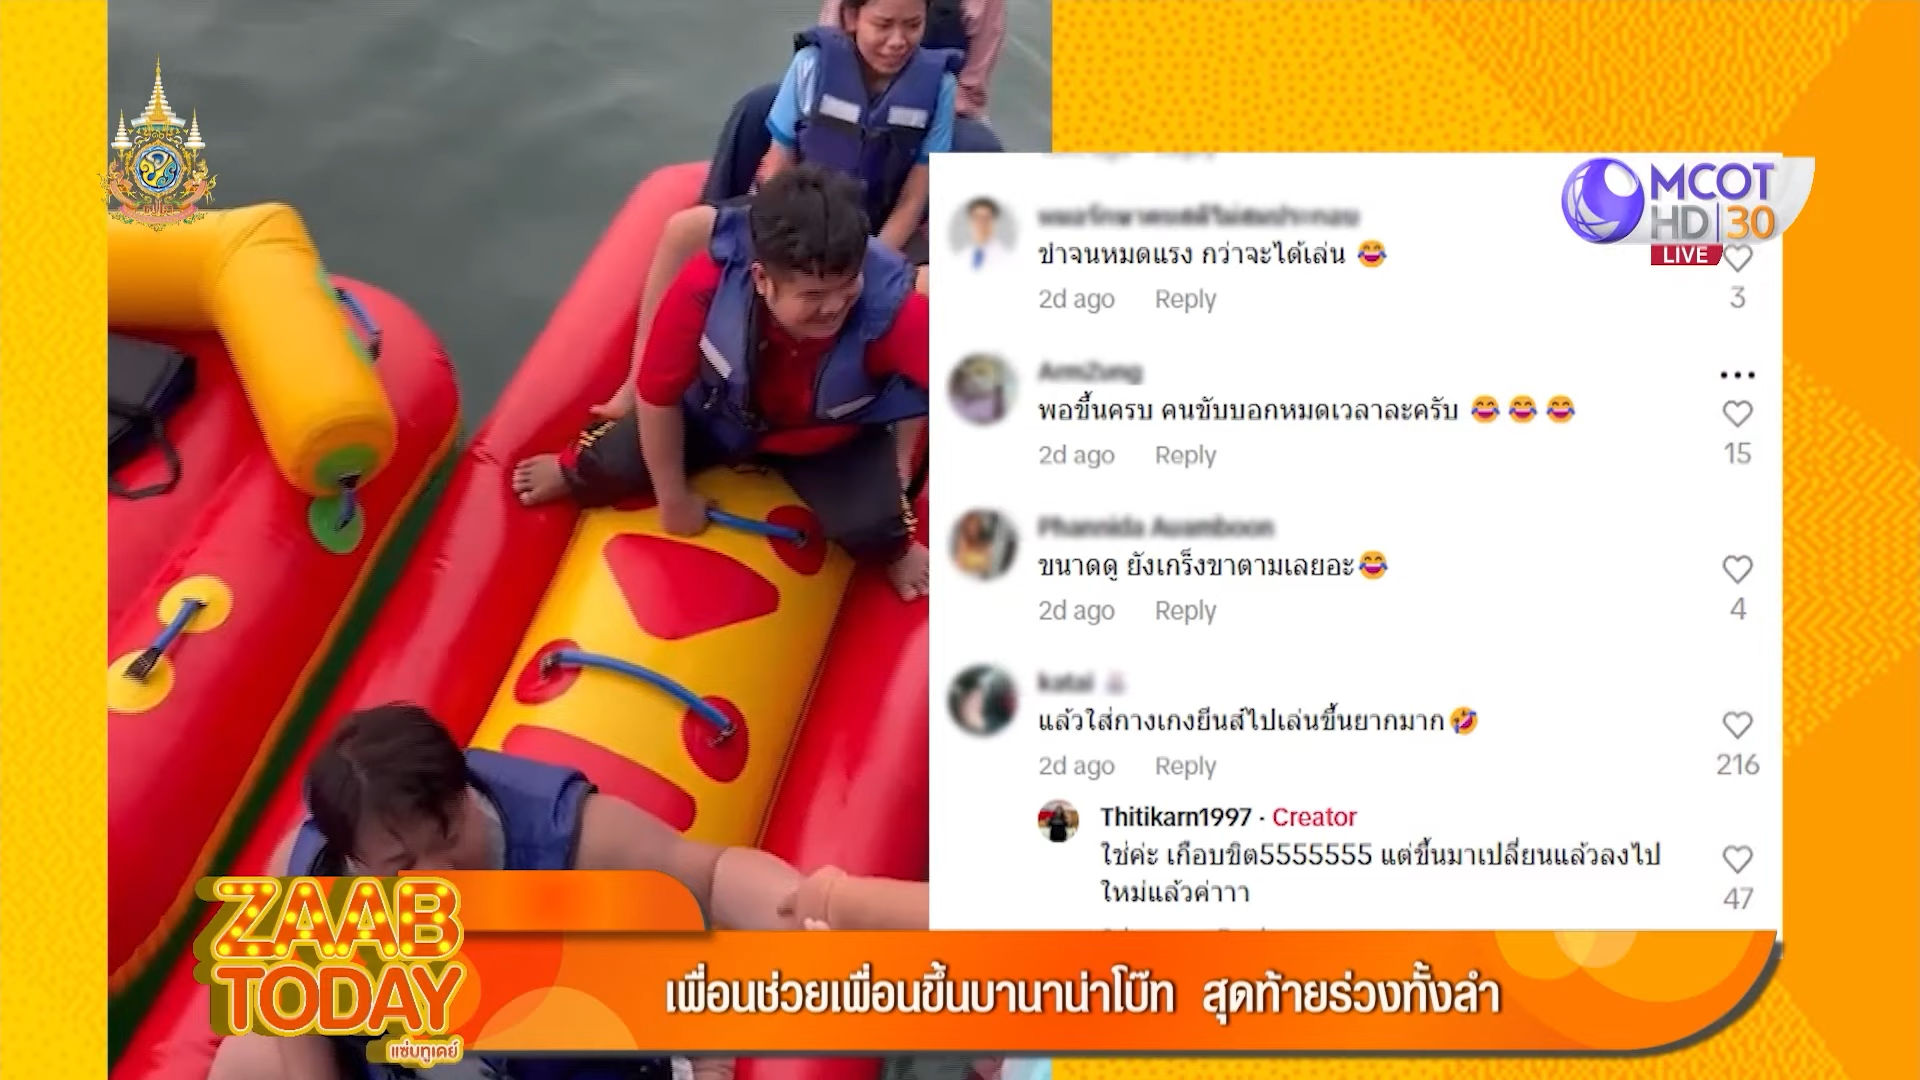 MCOT
HD 30
LIVE
ขำจนหมดแรง กว่าจะได้เล่น 😂
2d ago Reply
3
พอขึ้นครบ คนขับบอกหมดเวลาละครับ 😂 😂 😂
2d ago Reply
15
Phannida Auamboon
ขนาดดู ยังเกร็งขาตามเลยอะ😂
2d ago Reply
4
katai
แล้วใส่กางเกงยีนส์ไปเล่นขึ้นยากมาก🤣
2d ago Reply
216
Thitikarn1997 · Creator
ใช่ค่ะ เกือบขิต5555555 แต่ขึ้นมาเปลี่ยนแล้วลงไป
ใหม่แล้วค่าาา
47
ZAAB
TODAY
แซ่บทูเดย์
เพื่อนช่วยเพื่อนขึ้นบานาน่าโบ๊ท สุดท้ายร่วงทั้งลำ